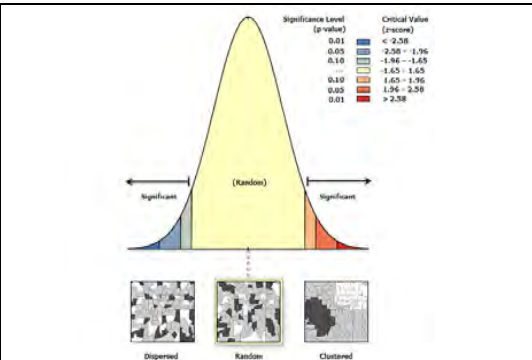 Significance Level (p-value) Critical Value (z-score)
0.01 < -2.58
0.05 -2.58 - -1.96
0.10 -1.96 - -1.65
--- -1.65 - 1.65
0.10 1.65 - 1.96
0.05 1.96 - 2.58
0.01 > 2.58
(Random)
Significant Significant
Dispersed Random Clustered